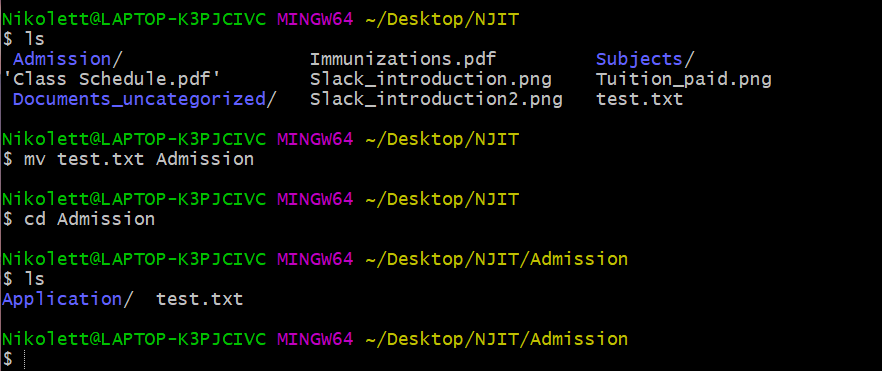 Nikolett@LAPTOP-K3PJCIVC MINGW64 ~/Desktop/NJIT
$ ls
Admission/ Immunizations.pdf Subjects/
'Class Schedule.pdf' Slack_introduction.png Tuition_paid.png
Documents_uncategorized/ Slack_introduction2.png test.txt
Nikolett@LAPTOP-K3PJCIVC MINGW64 ~/Desktop/NJIT
$ mv test.txt Admission
Nikolett@LAPTOP-K3PJCIVC MINGW64 ~/Desktop/NJIT
$ cd Admission
Nikolett@LAPTOP-K3PJCIVC MINGW64 ~/Desktop/NJIT/Admission
$ ls
Application/ test.txt
Nikolett@LAPTOP-K3PJCIVC MINGW64 ~/Desktop/NJIT/Admission
$